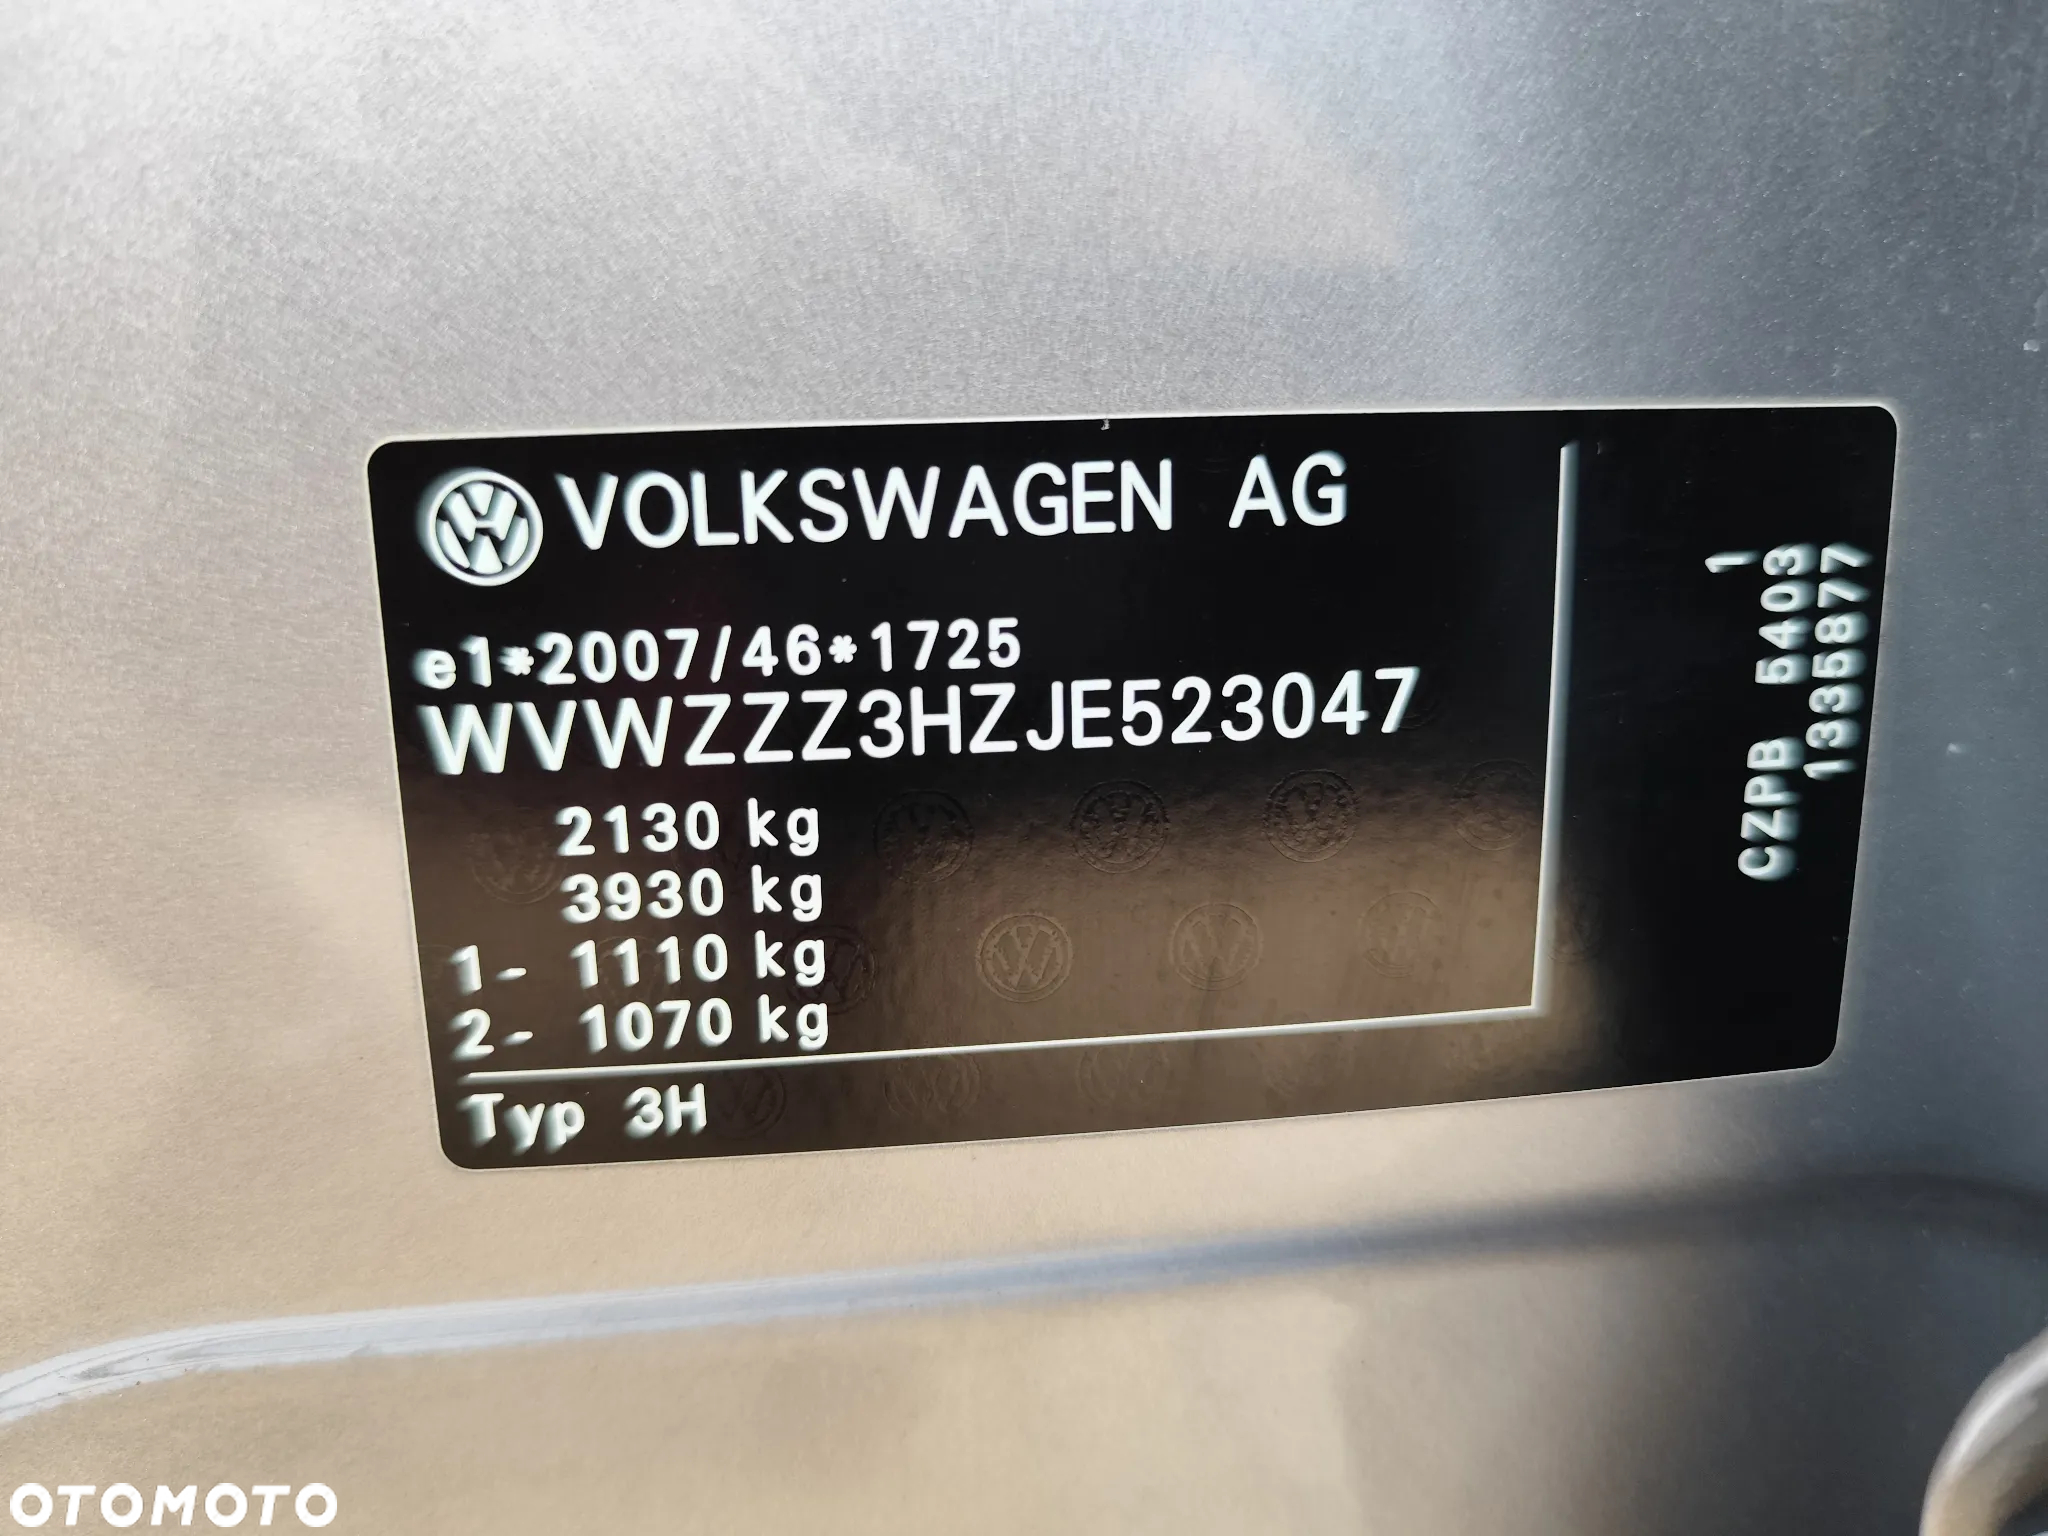 VOLKSWAGEN AG
e1*2007/46*1725
WVWZZZ3HZJE523047
2130 kg
3930 kg
1- 1110 kg
2- 1070 kg
Typ 3H
1
CZPB 5403
1335877
OTOMOTO